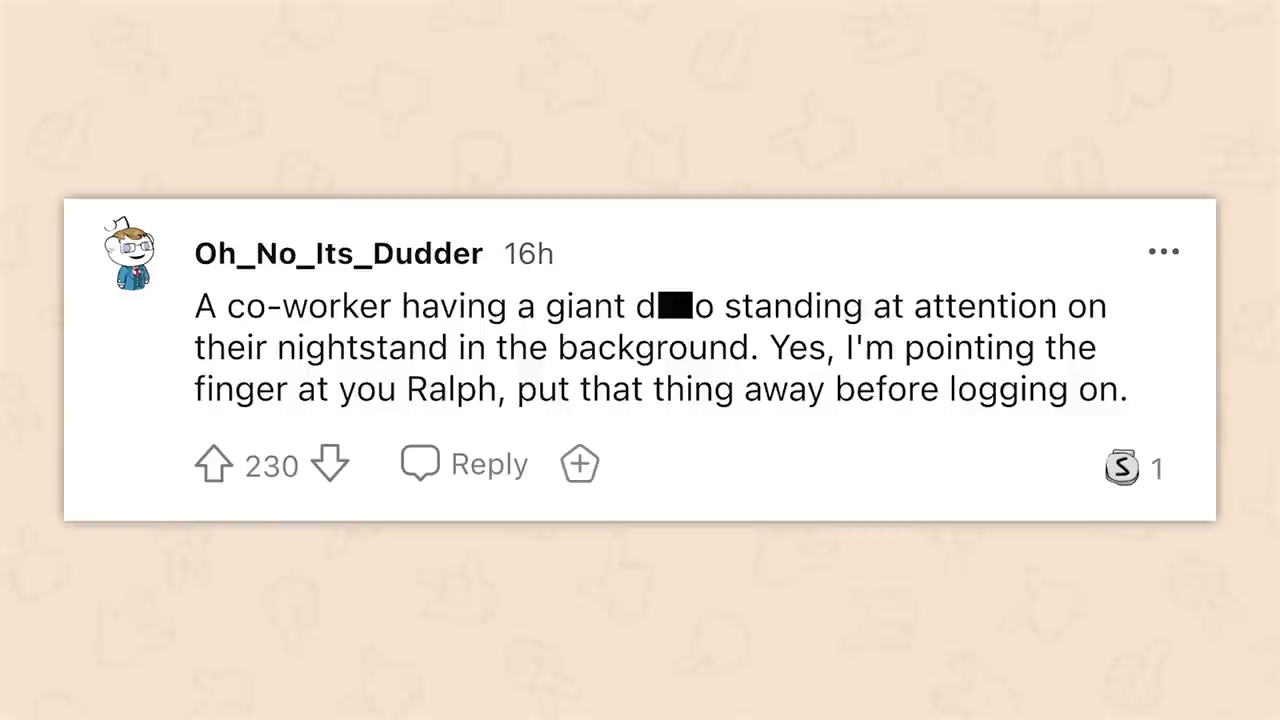 Oh_No_Its_Dudder 16h
A co-worker having a giant d██o standing at attention on
their nightstand in the background. Yes, I'm pointing the
finger at you Ralph, put that thing away before logging on.
230 Reply S 1